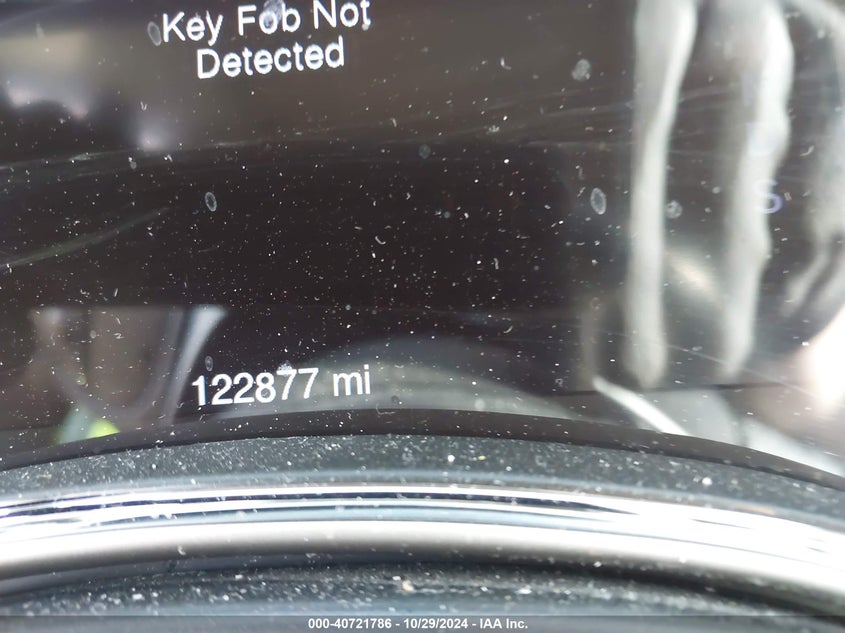 Key Fob Not
Detected
S
122877 mi
000-40721786 - 10/29/2024 - IAA Inc.